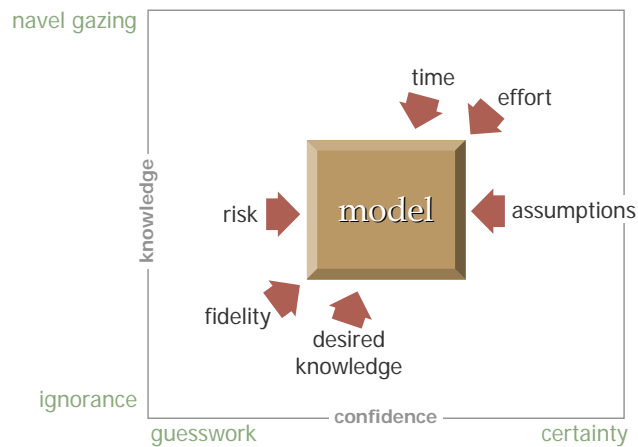 navel gazing
time
effort
knowledge
risk
model
assumptions
fidelity
desired
knowledge
ignorance
confidence
guesswork
certainty